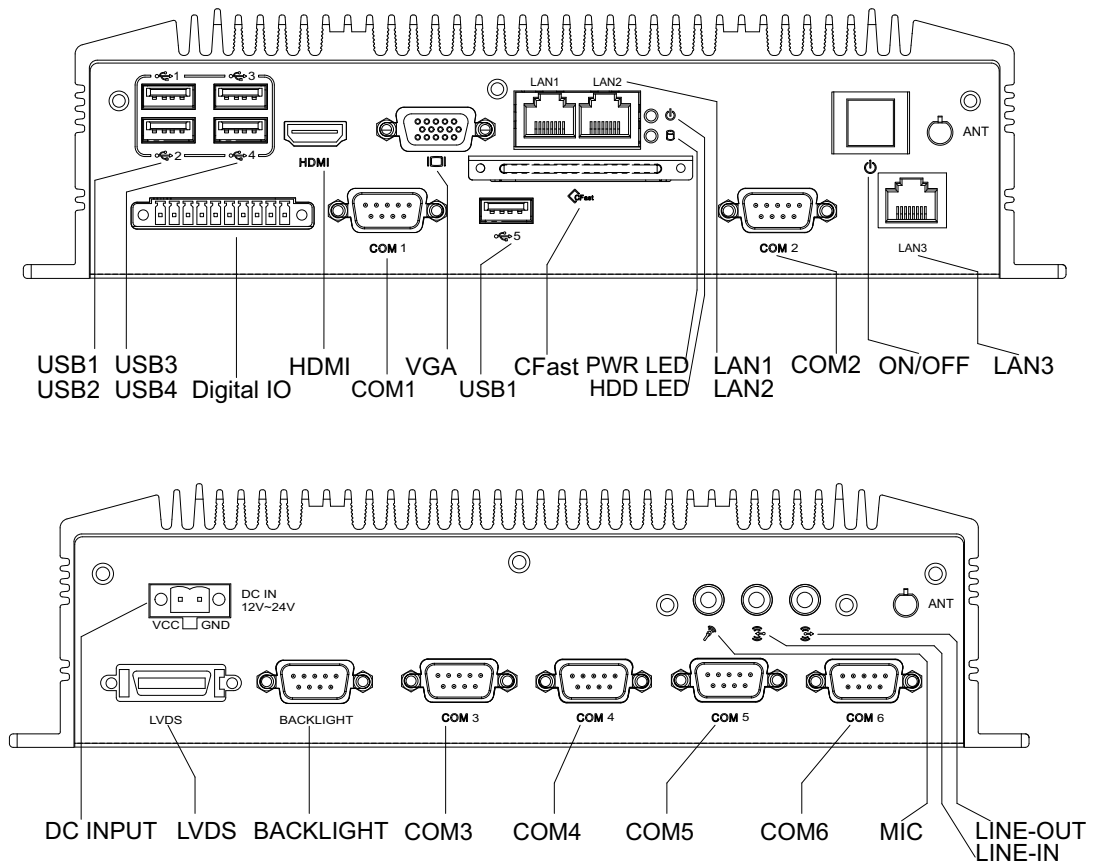 1 3
LAN1 LAN2
ANT
2 4
HDMI
CFast
COM 1
5
COM 2
LAN3
USB1 USB3 HDMI VGA CFast PWR LED LAN1 COM2 ON/OFF LAN3
USB2 USB4 Digital IO COM1 USB1 HDD LED LAN2
DC IN
12V~24V
ANT
VCC GND
LVDS BACKLIGHT COM 3 COM 4 COM 5 COM 6
DC INPUT LVDS BACKLIGHT COM3 COM4 COM5 COM6 MIC LINE-OUT
LINE-IN